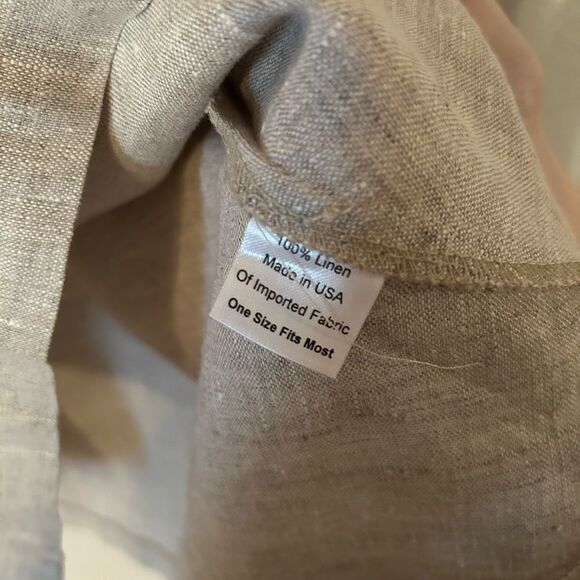 100% Linen
Made in USA
Of Imported Fabric
One Size Fits Most